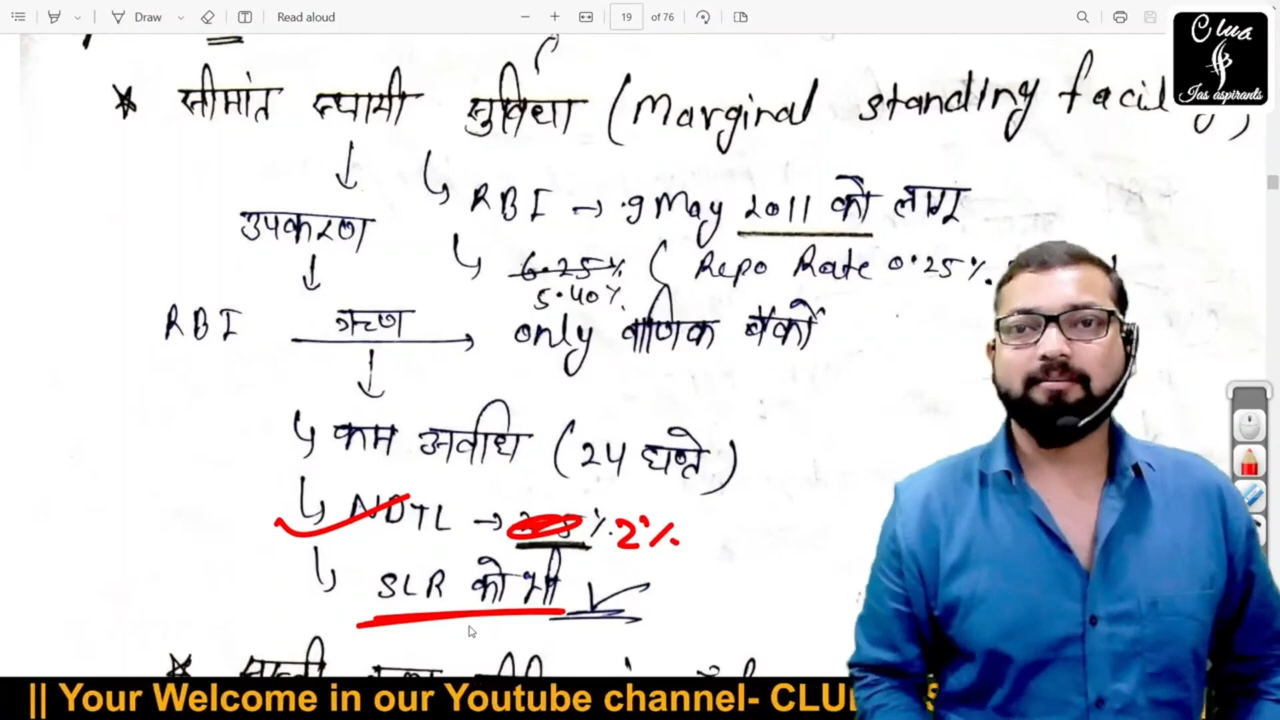 Draw
Read aloud
19 of 76
Clua
Ias aspirants
* सीमांत स्थायी सुविधा (Marginal standing facil
RBI → 9 May 2011 को लागू
उपकरण
6.25% ( Repo Rate 0.25%
5.40%
RBI ऋण only वाणिक बैंकों
कम अवधि (24 घण्टे)
NDTL → %. 2%
SLR को भी
|| Your Welcome in our Youtube channel- CLU